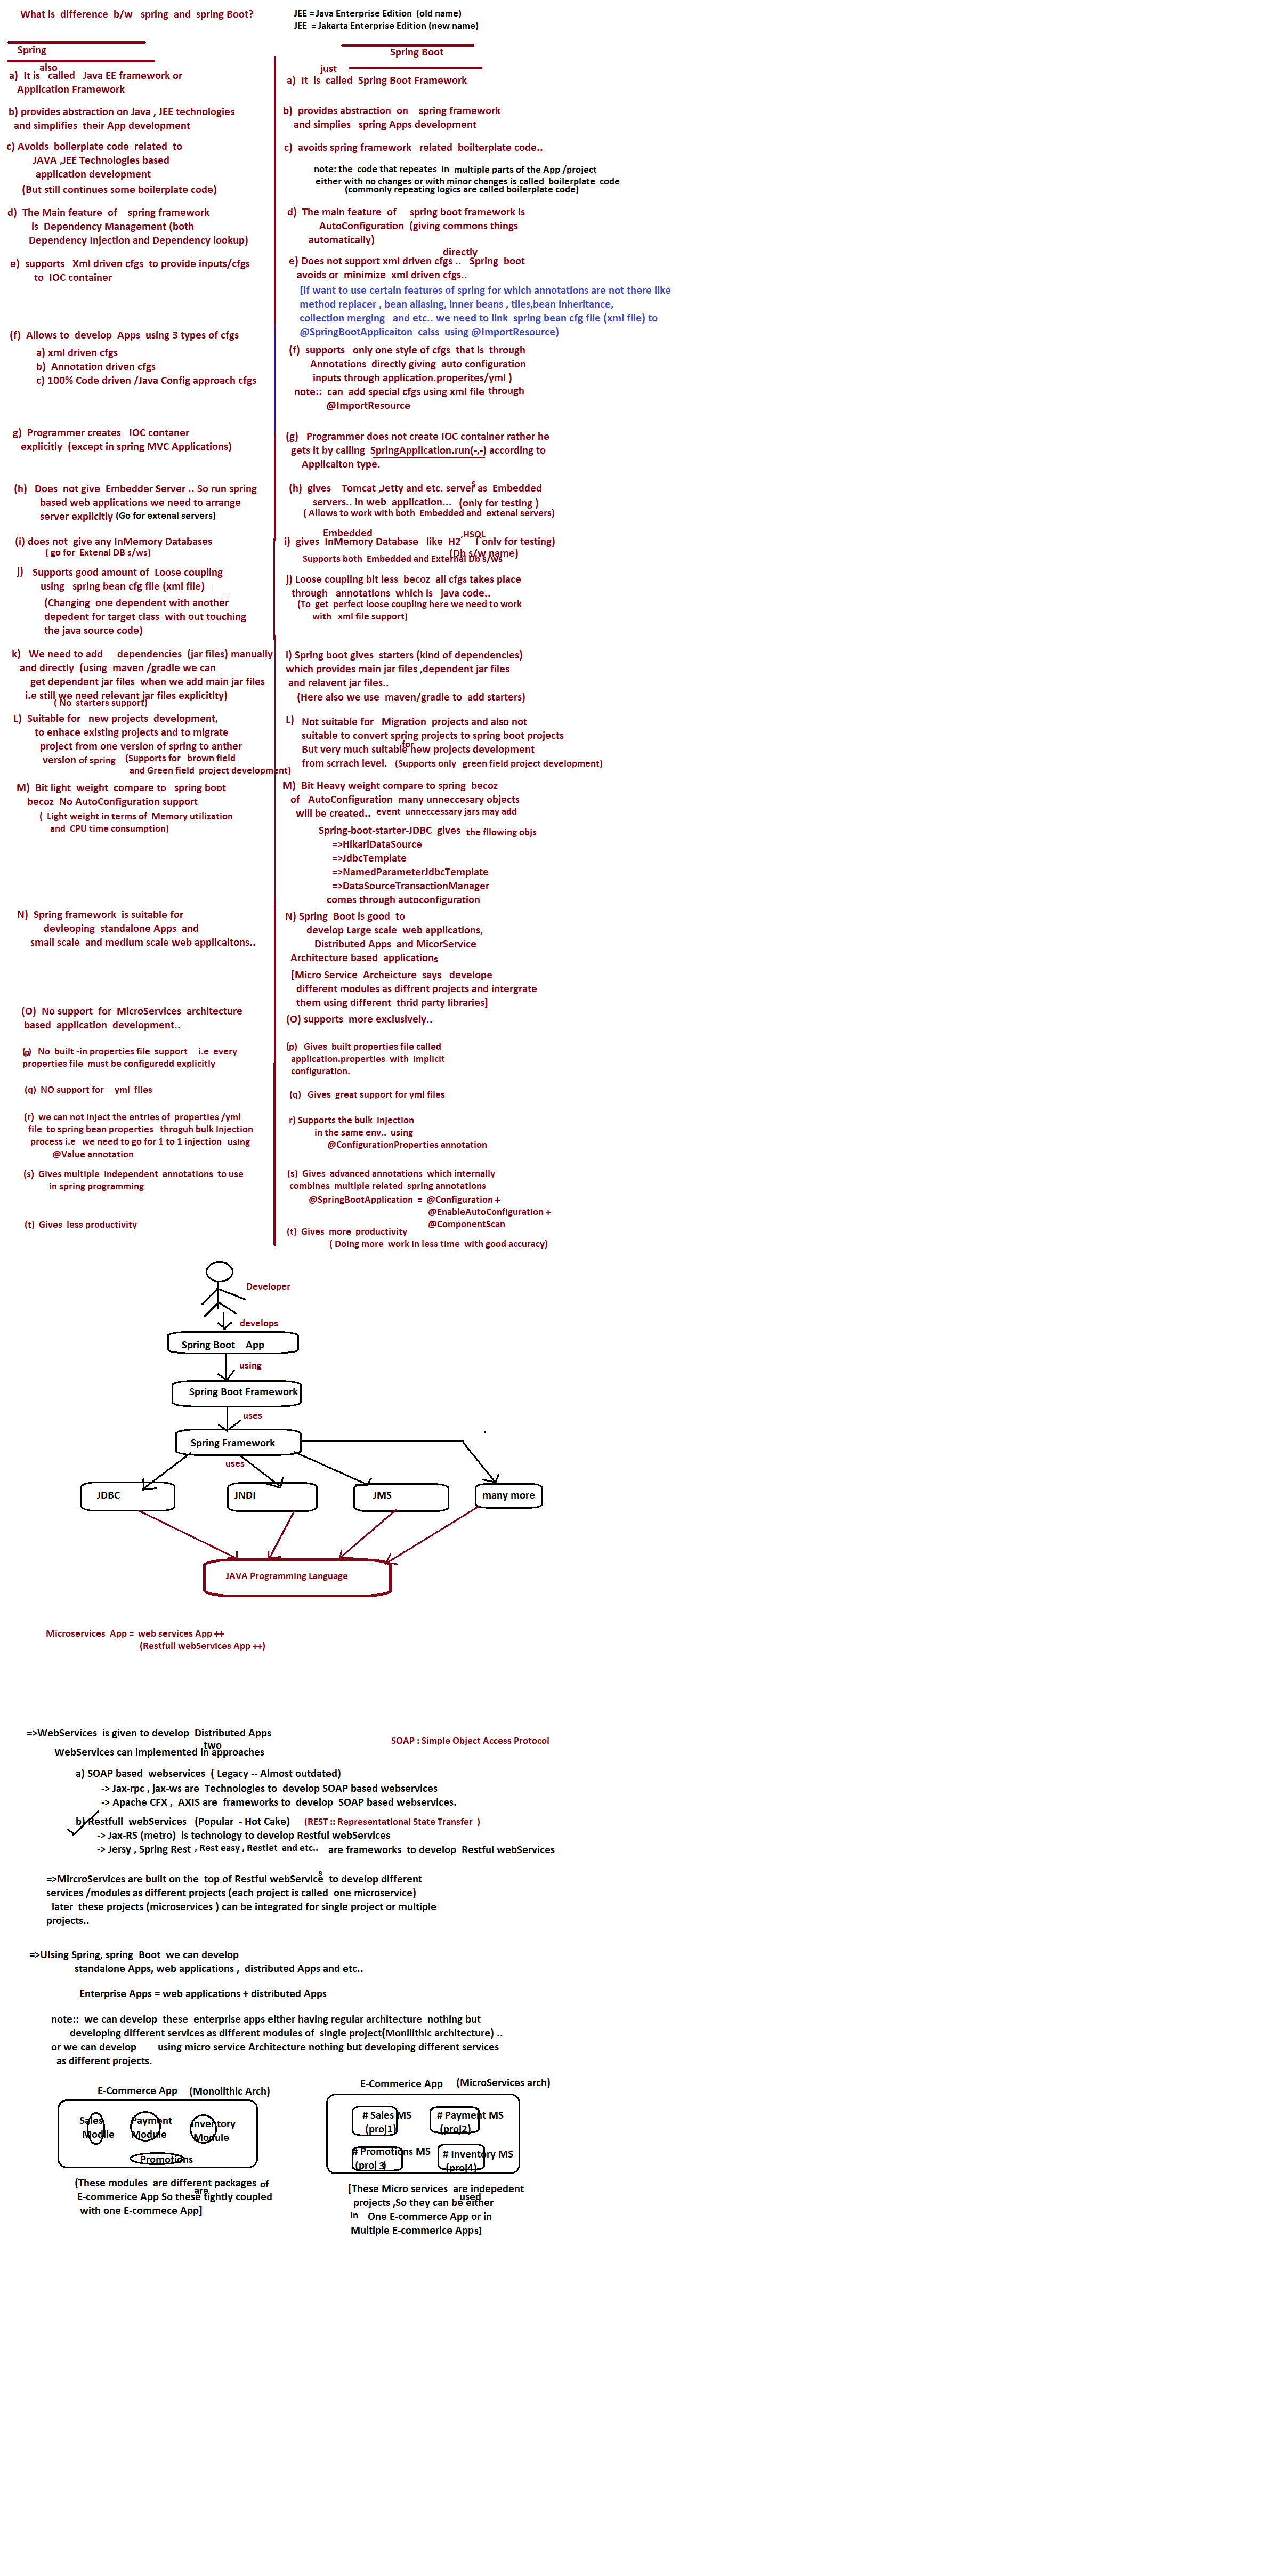 What is difference b/w spring and spring Boot?
JEE = Java Enterprise Edition (old name)
JEE = Jakarta Enterprise Edition (new name)
Spring
also
a) It is called Java EE framework or
Application Framework
b) provides abstraction on Java , JEE technologies
and simplifies their App development
c) Avoids boilerplate code related to
JAVA ,JEE Technologies based
application development
(But still continues some boilerplate code)
d) The Main feature of spring framework
is Dependency Management (both
Dependency Injection and Dependency lookup)
e) supports Xml driven cfgs to provide inputs/cfgs
to IOC container
(f) Allows to develop Apps using 3 types of cfgs
a) xml driven cfgs
b) Annotation driven cfgs
c) 100% Code driven /Java Config approach cfgs
g) Programmer creates IOC contaner
explicitly (except in spring MVC Applications)
(h) Does not give Embedder Server .. So run spring
based web applications we need to arrange
server explicitly (Go for extenal servers)
(i) does not give any InMemory Databases
( go for Extenal DB s/ws)
j) Supports good amount of Loose coupling
using spring bean cfg file (xml file)
(Changing one dependent with another
depedent for target class with out touching
the java source code)
k) We need to add dependencies (jar files) manually
and directly (using maven /gradle we can
get dependent jar files when we add main jar files
i.e still we need relevant jar files explicitlty)
( No starters support)
L) Suitable for new projects development,
to enhace existing projects and to migrate
project from one version of spring to anther
version of spring (Supports for brown field
and Green field project development)
M) Bit light weight compare to spring boot
becoz No AutoConfiguration support
( Light weight in terms of Memory utilization
and CPU time consumption)
N) Spring framework is suitable for
devleoping standalone Apps and
small scale and medium scale web applicaitons..
(O) No support for MicroServices architecture
based application development..
(p) No built -in properties file support i.e every
properties file must be configuredd explicitly
(q) NO support for yml files
(r) we can not inject the entries of properties /yml
file to spring bean properties throguh bulk Injection
process i.e we need to go for 1 to 1 injection using
@Value annotation
(s) Gives multiple independent annotations to use
in spring programming
(t) Gives less productivity
Spring Boot
just
a) It is called Spring Boot Framework
b) provides abstraction on spring framework
and simplies spring Apps development
c) avoids spring framework related boilterplate code..
note: the code that repeates in multiple parts of the App /project
either with no changes or with minor changes is called boilerplate code
(commonly repeating logics are called boilerplate code)
d) The main feature of spring boot framework is
AutoConfiguration (giving commons things
automatically)
directly
e) Does not support xml driven cfgs .. Spring boot
avoids or minimize xml driven cfgs..
[if want to use certain features of spring for which annotations are not there like
method replacer , bean aliasing, inner beans , tiles,bean inheritance,
collection merging and etc.. we need to link spring bean cfg file (xml file) to
@SpringBootApplicaiton calss using @ImportResource)
(f) supports only one style of cfgs that is through
Annotations directly giving auto configuration
inputs through application.properites/yml )
note:: can add special cfgs using xml file through
@ImportResource
(g) Programmer does not create IOC container rather he
gets it by calling SpringApplication.run(-,-) according to
Applicaiton type.
(h) gives Tomcat ,Jetty and etc. servers as Embedded
servers.. in web application... (only for testing )
( Allows to work with both Embedded and extenal servers)
Embedded
i) gives InMemory Database like H2 ,HSQL ( only for testing)
(Db s/w name)
Supports both Embedded and External Db s/ws
j) Loose coupling bit less becoz all cfgs takes place
through annotations which is java code..
(To get perfect loose coupling here we need to work
with xml file support)
l) Spring boot gives starters (kind of dependencies)
which provides main jar files ,dependent jar files
and relavent jar files..
(Here also we use maven/gradle to add starters)
L) Not suitable for Migration projects and also not
suitable to convert spring projects to spring boot projects
for
But very much suitable new projects development
from scrrach level. (Supports only green field project development)
M) Bit Heavy weight compare to spring becoz
of AutoConfiguration many unneccesary objects
will be created.. event unneccessary jars may add
Spring-boot-starter-JDBC gives the fllowing objs
=>HikariDataSource
=>JdbcTemplate
=>NamedParameterJdbcTemplate
=>DataSourceTransactionManager
comes through autoconfiguration
N) Spring Boot is good to
develop Large scale web applications,
Distributed Apps and MicorService
Architecture based applications
[Micro Service Archeicture says develope
different modules as diffrent projects and intergrate
them using different thrid party libraries]
(O) supports more exclusively..
(p) Gives built properties file called
application.properties with implicit
configuration.
(q) Gives great support for yml files
r) Supports the bulk injection
in the same env.. using
@ConfigurationProperties annotation
(s) Gives advanced annotations which internally
combines multiple related spring annotations
@SpringBootApplication = @Configuration +
@EnableAutoConfiguration +
@ComponentScan
(t) Gives more productivity
( Doing more work in less time with good accuracy)
Developer
develops
Spring Boot App
using
Spring Boot Framework
uses
Spring Framework
uses
JDBC
JNDI
JMS
many more
JAVA Programming Language
Microservices App = web services App ++
(Restfull webServices App ++)
=>WebServices is given to develop Distributed Apps
two
WebServices can implemented in approaches
SOAP : Simple Object Access Protocol
a) SOAP based webservices ( Legacy -- Almost outdated)
-> Jax-rpc , jax-ws are Technologies to develop SOAP based webservices
-> Apache CFX , AXIS are frameworks to develop SOAP based webservices.
b) Restfull webServices (Popular - Hot Cake) (REST :: Representational State Transfer )
-> Jax-RS (metro) is technology to develop Restful webServices
-> Jersy , Spring Rest , Rest easy , Restlet and etc.. are frameworks to develop Restful webServices
=>MircroServices are built on the top of Restful webServices to develop different
services /modules as different projects (each project is called one microservice)
later these projects (microservices ) can be integrated for single project or multiple
projects..
=>UIsing Spring, spring Boot we can develop
standalone Apps, web applications , distributed Apps and etc..
Enterprise Apps = web applications + distributed Apps
note:: we can develop these enterprise apps either having regular architecture nothing but
developing different services as different modules of single project(Monilithic architecture) ..
or we can develop using micro service Architecture nothing but developing different services
as different projects.
E-Commerce App (Monolithic Arch)
Sales
Modlle
Payment
Module
Inventory
Module
Promotions
(These modules are different packages of
are
E-commerice App So these tightly coupled
with one E-commece App]
E-Commerice App (MicroServices arch)
# Sales MS
(proj1)
# Payment MS
(proj2)
# Promotions MS
(proj 3)
# Inventory MS
(proj4)
[These Micro services are indepedent
used
projects ,So they can be either
in One E-commerce App or in
Multiple E-commerice Apps]